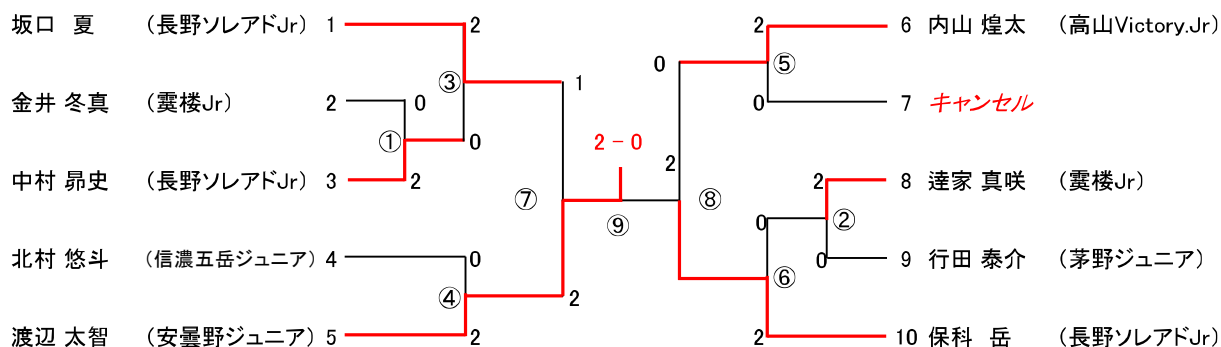 坂口 夏 (長野ソレアドJr) 1
2
6 内山 煌太 (高山Victory.Jr)
2
③
1
0
⑤
金井 冬真 (霙楼Jr) 2
0
0
7 キャンセル
①
0
2 - 0
中村 昴史 (長野ソレアドJr) 3
2
2
2
8 逹家 真咲 (霙楼Jr)
⑦
⑨
⑧
0
②
北村 悠斗 (信濃五岳ジュニア) 4
0
0
9 行田 泰介 (茅野ジュニア)
④
2
⑥
渡辺 太智 (安曇野ジュニア) 5
2
2
10 保科 岳 (長野ソレアドJr)